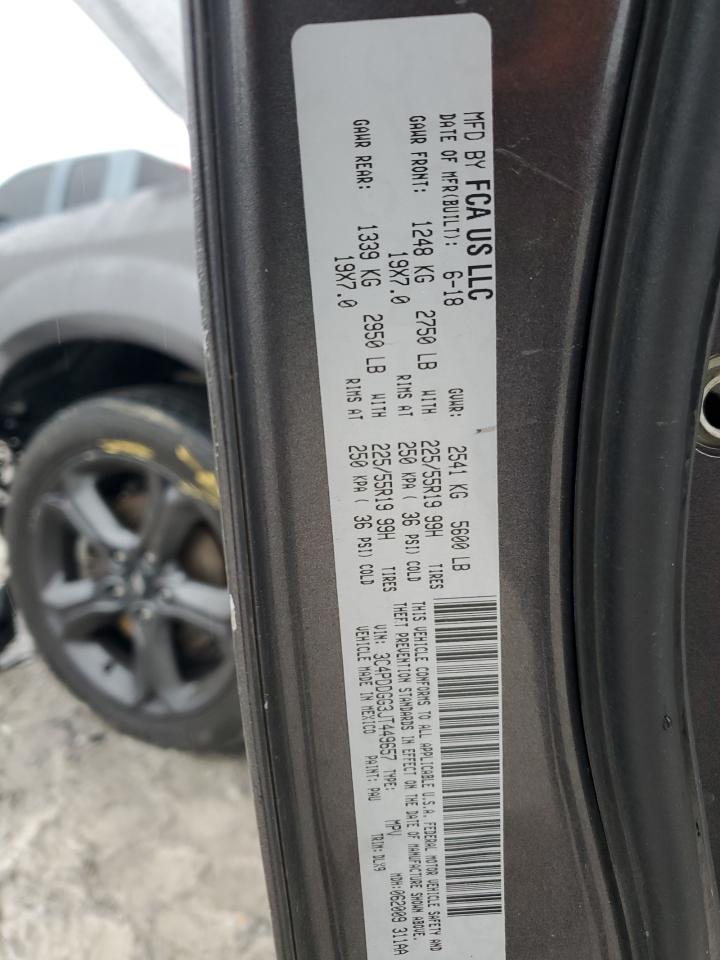 MFD BY FCA US LLC
DATE OF MFR(BUILT): 6-18 GVWR: 2541 KG 5600 LB
GAWR FRONT: 1248 KG 2750 LB WITH 225/55R19 99H TIRES
19X7.0 RIMS AT 250 KPA ( 36 PSI) COLD
GAWR REAR: 1339 KG 2950 LB WITH 225/55R19 99H TIRES
19X7.0 RIMS AT 250 KPA ( 36 PSI) COLD
THIS VEHICLE CONFORMS TO ALL APPLICABLE U.S.A. FEDERAL MOTOR VEHICLE SAFETY AND
THEFT PREVENTION STANDARDS IN EFFECT ON THE DATE OF MANUFACTURE SHOWN ABOVE.
VIN: 3C4PDDGG3JT449657 TYPE: MPV MDH: 062009 311AA
VEHICLE MADE IN MEXICO PAINT: PAU TRIM: DLX9